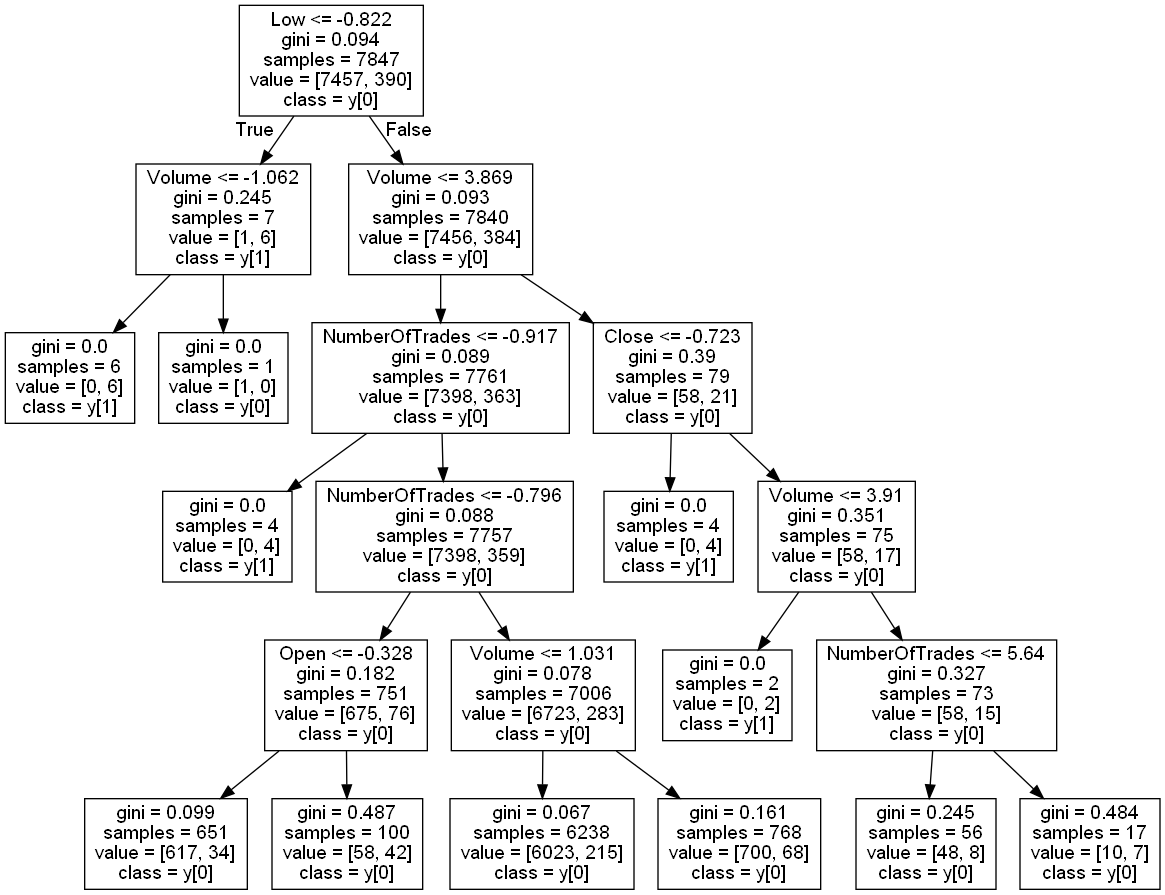 Low <= -0.822
gini = 0.094
samples = 7847
value = [7457, 390]
class = y[0]
True
False
Volume <= -1.062
gini = 0.245
samples = 7
value = [1, 6]
class = y[1]
Volume <= 3.869
gini = 0.093
samples = 7840
value = [7456, 384]
class = y[0]
gini = 0.0
samples = 6
value = [0, 6]
class = y[1]
gini = 0.0
samples = 1
value = [1, 0]
class = y[0]
NumberOfTrades <= -0.917
gini = 0.089
samples = 7761
value = [7398, 363]
class = y[0]
Close <= -0.723
gini = 0.39
samples = 79
value = [58, 21]
class = y[0]
gini = 0.0
samples = 4
value = [0, 4]
class = y[1]
NumberOfTrades <= -0.796
gini = 0.088
samples = 7757
value = [7398, 359]
class = y[0]
gini = 0.0
samples = 4
value = [0, 4]
class = y[1]
Volume <= 3.91
gini = 0.351
samples = 75
value = [58, 17]
class = y[0]
Open <= -0.328
gini = 0.182
samples = 751
value = [675, 76]
class = y[0]
Volume <= 1.031
gini = 0.078
samples = 7006
value = [6723, 283]
class = y[0]
gini = 0.0
samples = 2
value = [0, 2]
class = y[1]
NumberOfTrades <= 5.64
gini = 0.327
samples = 73
value = [58, 15]
class = y[0]
gini = 0.099
samples = 651
value = [617, 34]
class = y[0]
gini = 0.487
samples = 100
value = [58, 42]
class = y[0]
gini = 0.067
samples = 6238
value = [6023, 215]
class = y[0]
gini = 0.161
samples = 768
value = [700, 68]
class = y[0]
gini = 0.245
samples = 56
value = [48, 8]
class = y[0]
gini = 0.484
samples = 17
value = [10, 7]
class = y[0]